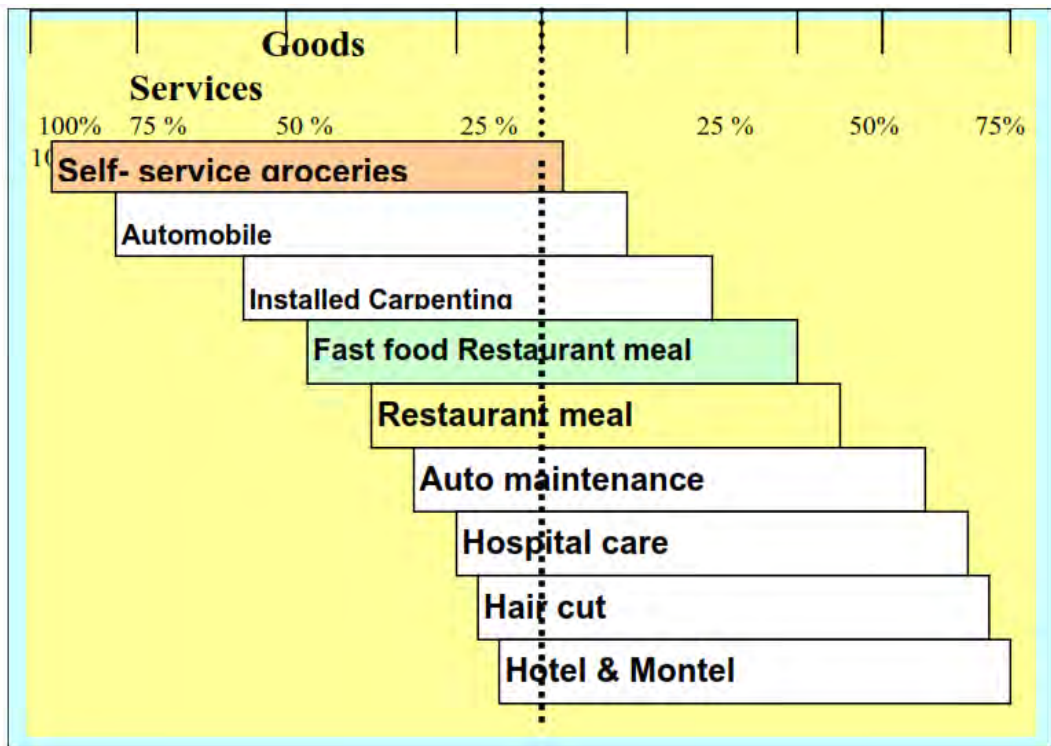 Goods
Services
100% 75 % 50 % 25 % 25 % 50% 75%
Self- service groceries
Automobile
Installed Carpenting
Fast food Restaurant meal
Restaurant meal
Auto maintenance
Hospital care
Hair cut
Hotel & Montel